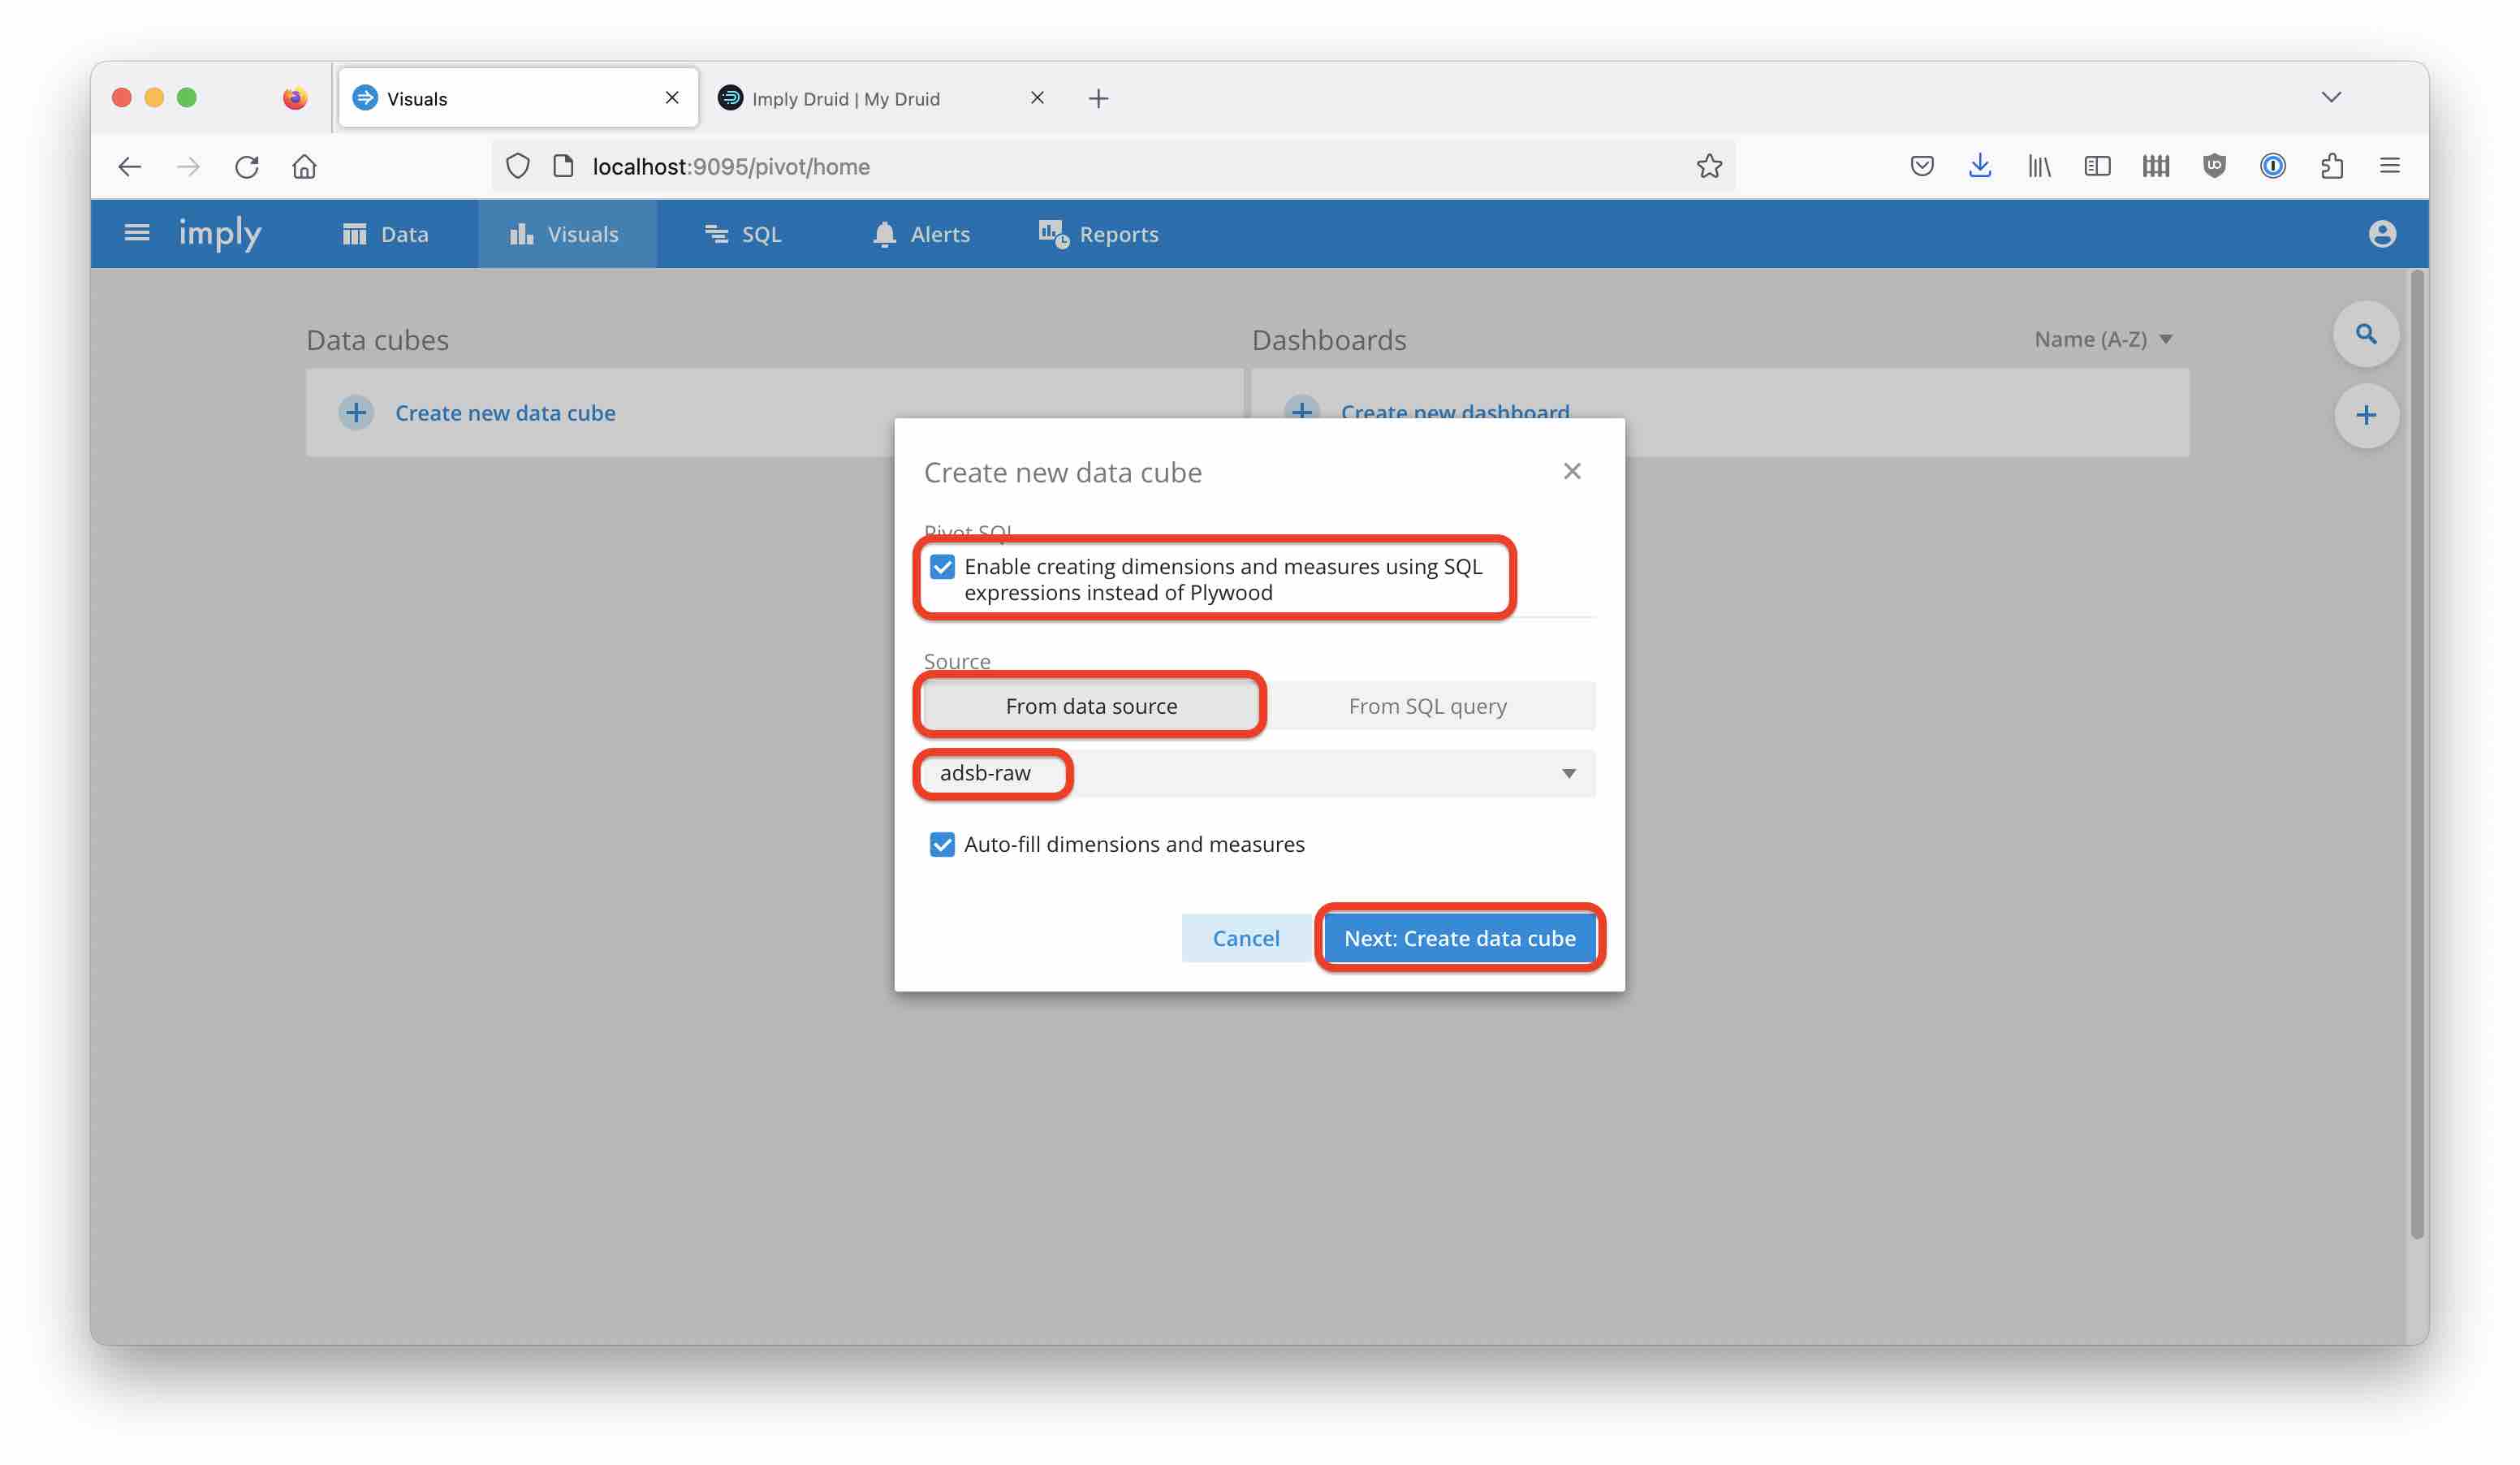 Visuals
Imply Druid | My Druid
localhost:9095/pivot/home
imply
Data
Visuals
SQL
Alerts
Reports
Data cubes
Dashboards
Name (A-Z)
Create new data cube
Create new dashboard
Create new data cube
Pivot SQL
Enable creating dimensions and measures using SQL
expressions instead of Plywood
Source
From data source
From SQL query
adsb-raw
Auto-fill dimensions and measures
Cancel
Next: Create data cube